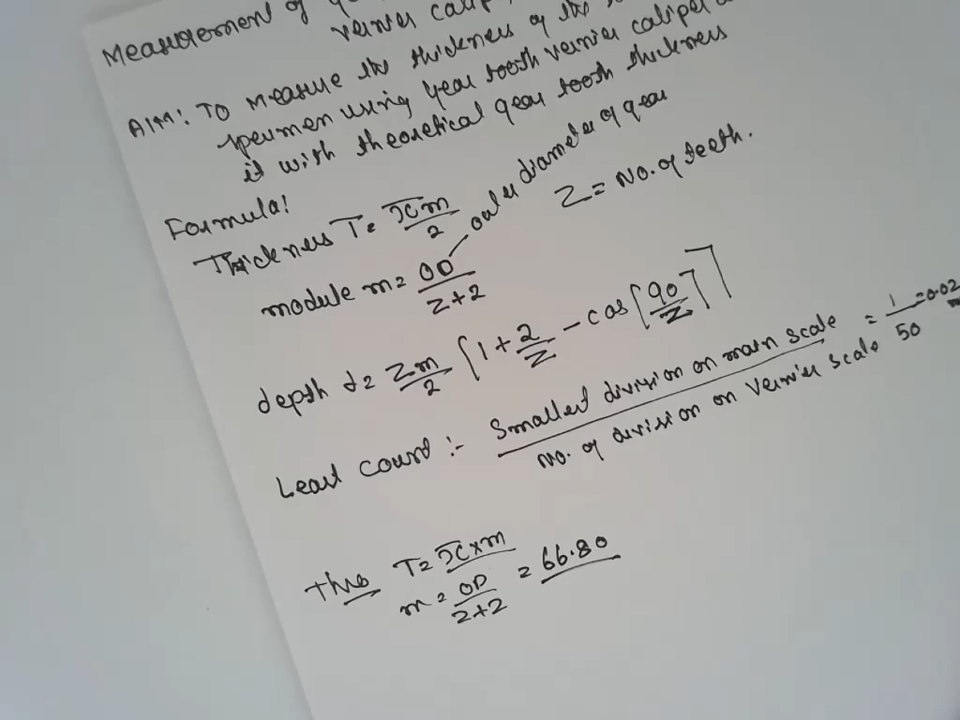 Measurement of
vernier calip
AIM: To measure the thickness of the
specimen using gear tooth vernier caliper
it with theoretical gear tooth thickness
Formula:
Thickness T = πm/2
module m = OD/Z+2 outer diameter of gear
Z = No. of teeth.
depth d = Zm/2 [1 + 2/Z - cos [90/Z]]
Least count :- Smallest division on main scale / No. of division on vernier scale = 1/50 = 0.02
This T = π×m
m = OD/Z+2 = 66.80